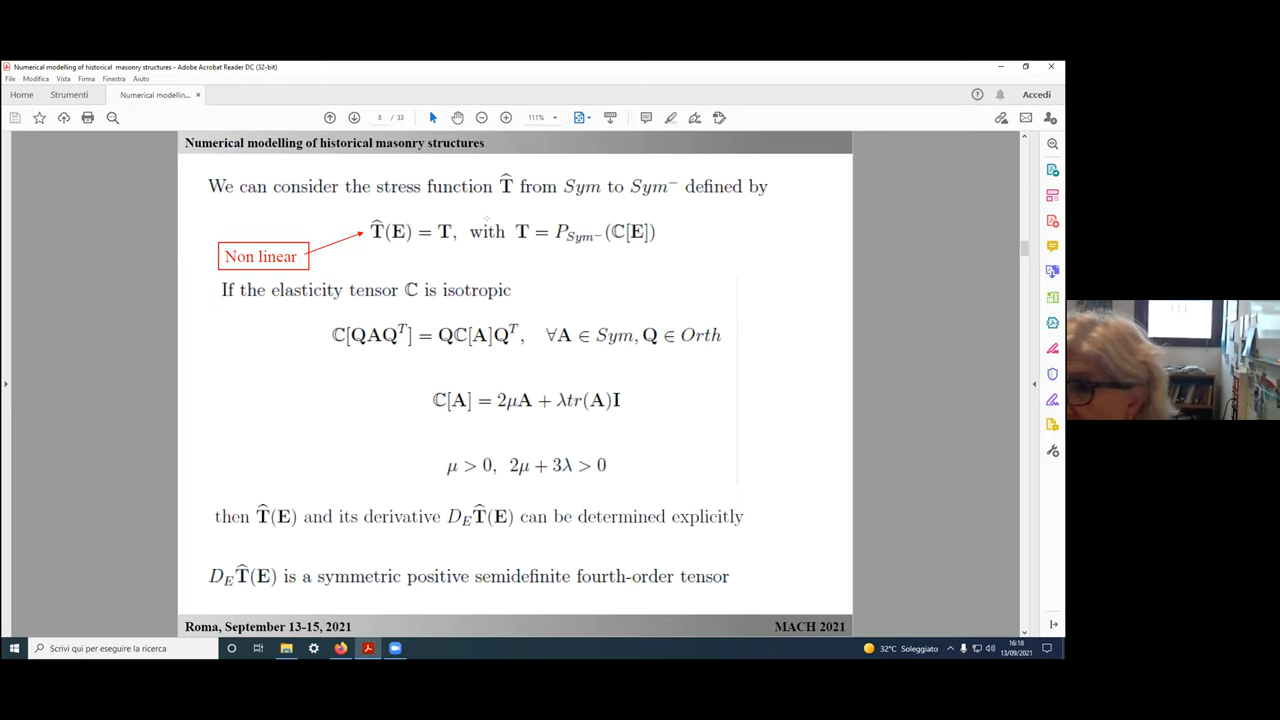 Numerical modelling of historical masonry structures - Adobe Acrobat Reader DC (32-bit)
File Modifica Vista Firma Finestra Aiuto
Home Strumenti Numerical modellin... × Accedi
8 / 33 111%
Numerical modelling of historical masonry structures
We can consider the stress function T̂ from Sym to Sym⁻ defined by
T̂(E) = T, with T = P_{Sym⁻}(ℂ[E])
Non linear
If the elasticity tensor ℂ is isotropic
ℂ[QAQ^T] = Qℂ[A]Q^T, ∀A ∈ Sym, Q ∈ Orth
ℂ[A] = 2μA + λtr(A)I
μ > 0, 2μ + 3λ > 0
then T̂(E) and its derivative D_E T̂(E) can be determined explicitly
D_E T̂(E) is a symmetric positive semidefinite fourth-order tensor
Roma, September 13-15, 2021 MACH 2021
Scrivi qui per eseguire la ricerca 32°C Soleggiato 16:18
13/09/2021